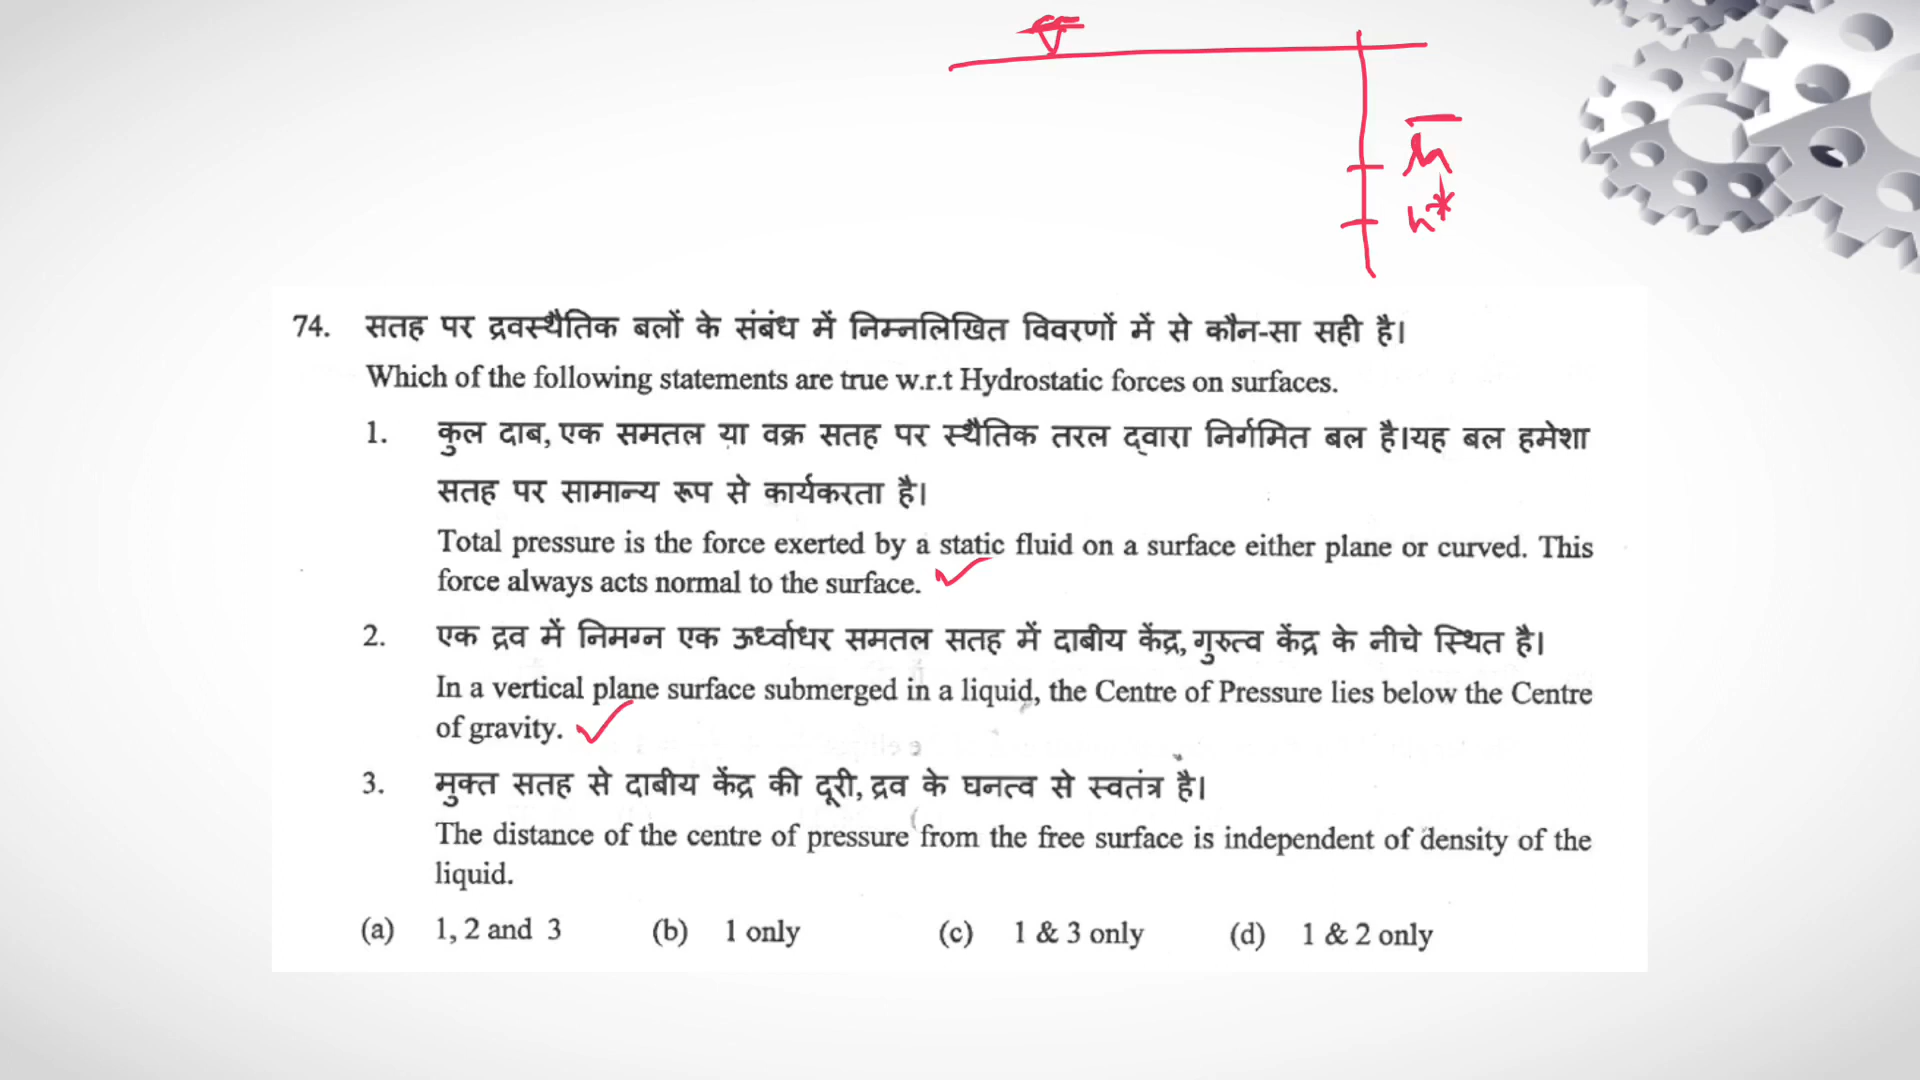 h̄
h*
74. सतह पर द्रवस्थैतिक बलों के संबंध में निम्नलिखित विवरणों में से कौन-सा सही है।
Which of the following statements are true w.r.t Hydrostatic forces on surfaces.
1. कुल दाब, एक समतल या वक्र सतह पर स्थैतिक तरल द्वारा निर्गमित बल है।यह बल हमेशा
सतह पर सामान्य रूप से कार्यकरता है।
Total pressure is the force exerted by a static fluid on a surface either plane or curved. This
force always acts normal to the surface.
2. एक द्रव में निमग्न एक ऊर्ध्वाधर समतल सतह में दाबीय केंद्र, गुरुत्व केंद्र के नीचे स्थित है।
In a vertical plane surface submerged in a liquid, the Centre of Pressure lies below the Centre
of gravity.
3. मुक्त सतह से दाबीय केंद्र की दूरी, द्रव के घनत्व से स्वतंत्र है।
The distance of the centre of pressure from the free surface is independent of density of the
liquid.
(a) 1, 2 and 3 (b) 1 only (c) 1 & 3 only (d) 1 & 2 only